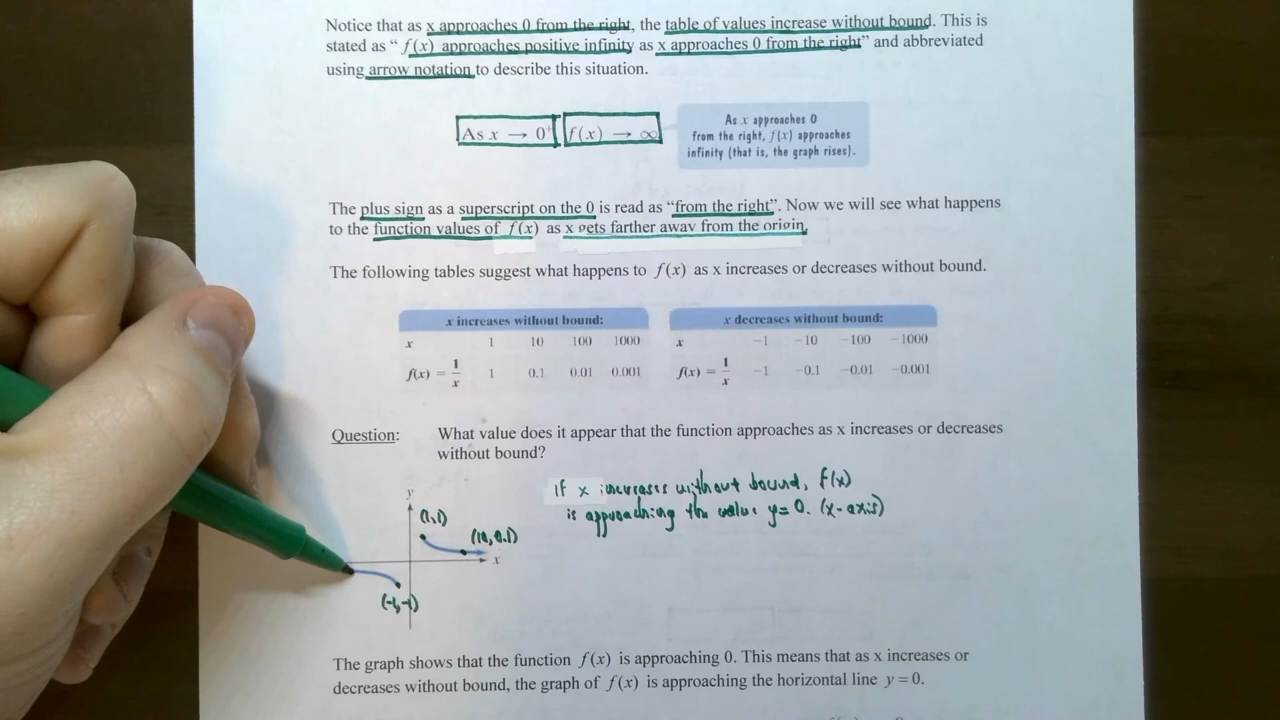 Notice that as x approaches 0 from the right, the table of values increase without bound. This is
stated as “ f(x) approaches positive infinity as x approaches 0 from the right” and abbreviated
using arrow notation to describe this situation.
As x → 0⁺ f(x) → ∞
As x approaches 0
from the right, f(x) approaches
infinity (that is, the graph rises).
The plus sign as a superscript on the 0 is read as “from the right”. Now we will see what happens
to the function values of f(x) as x gets farther away from the origin.
The following tables suggest what happens to f(x) as x increases or decreases without bound.
x increases without bound:
x 1 10 100 1000
f(x) = 1/x 1 0.1 0.01 0.001
x decreases without bound:
x −1 −10 −100 −1000
f(x) = 1/x −1 −0.1 −0.01 −0.001
Question: What value does it appear that the function approaches as x increases or decreases
without bound?
If x increases without bound, f(x)
is approaching the value y=0. (x-axis)
y
(1,1)
(10,0.1)
x
(-1,-1)
The graph shows that the function f(x) is approaching 0. This means that as x increases or
decreases without bound, the graph of f(x) is approaching the horizontal line y = 0.